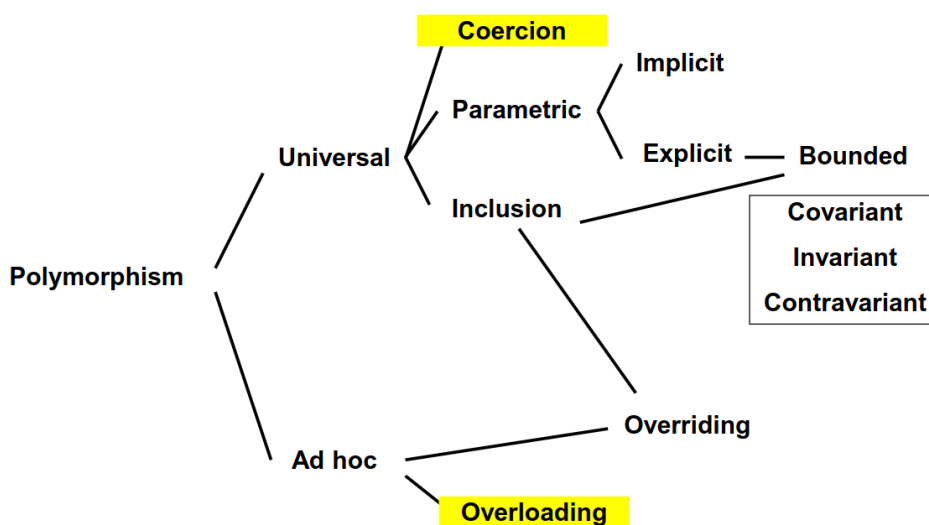 Coercion
Implicit
Parametric
Universal
Explicit
Bounded
Inclusion
Covariant
Invariant
Polymorphism
Contravariant
Overriding
Ad hoc
Overloading